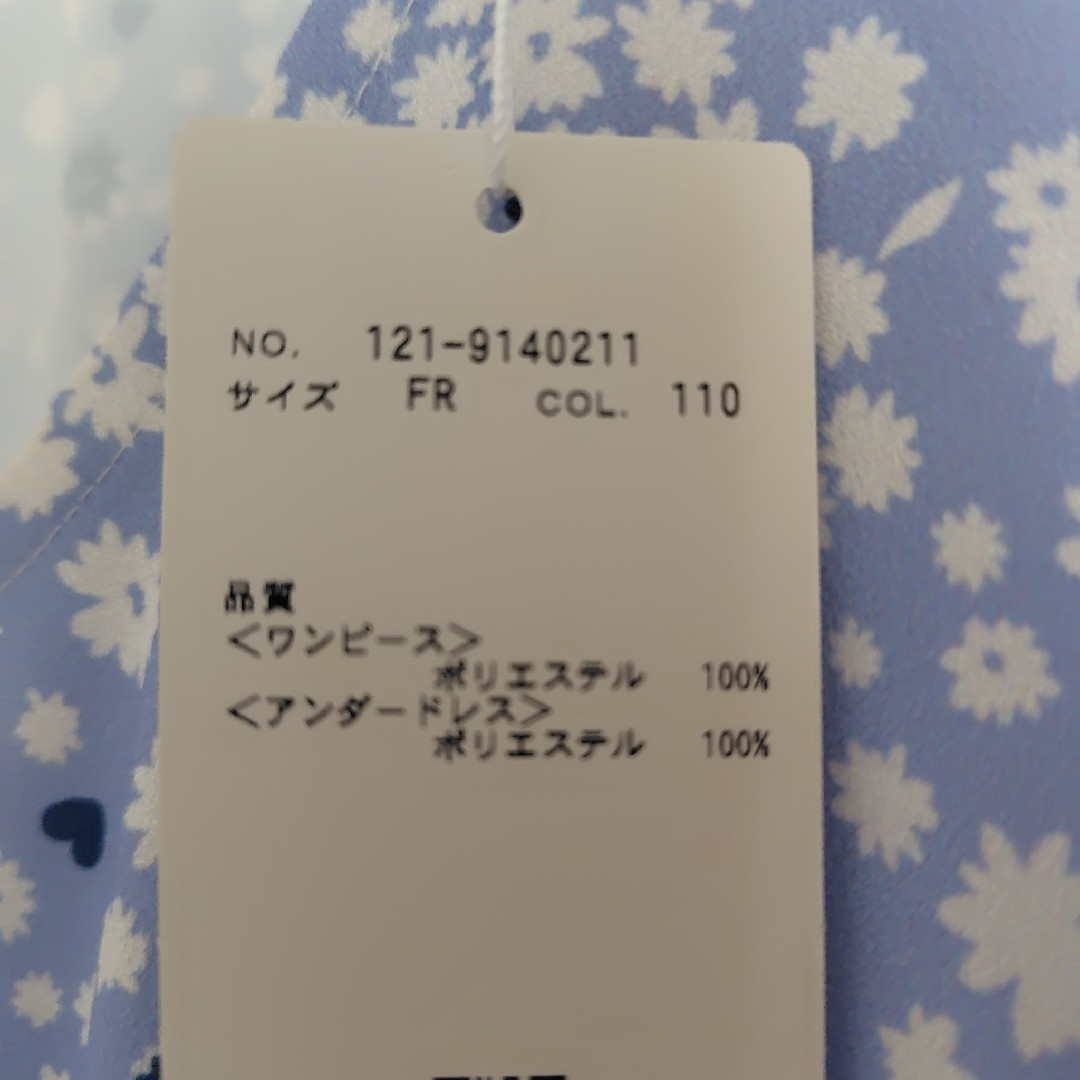 NO. 121-9140211
サイズ FR COL. 110
品質
<ワンピース>
ポリエステル 100%
<アンダードレス>
ポリエステル 100%